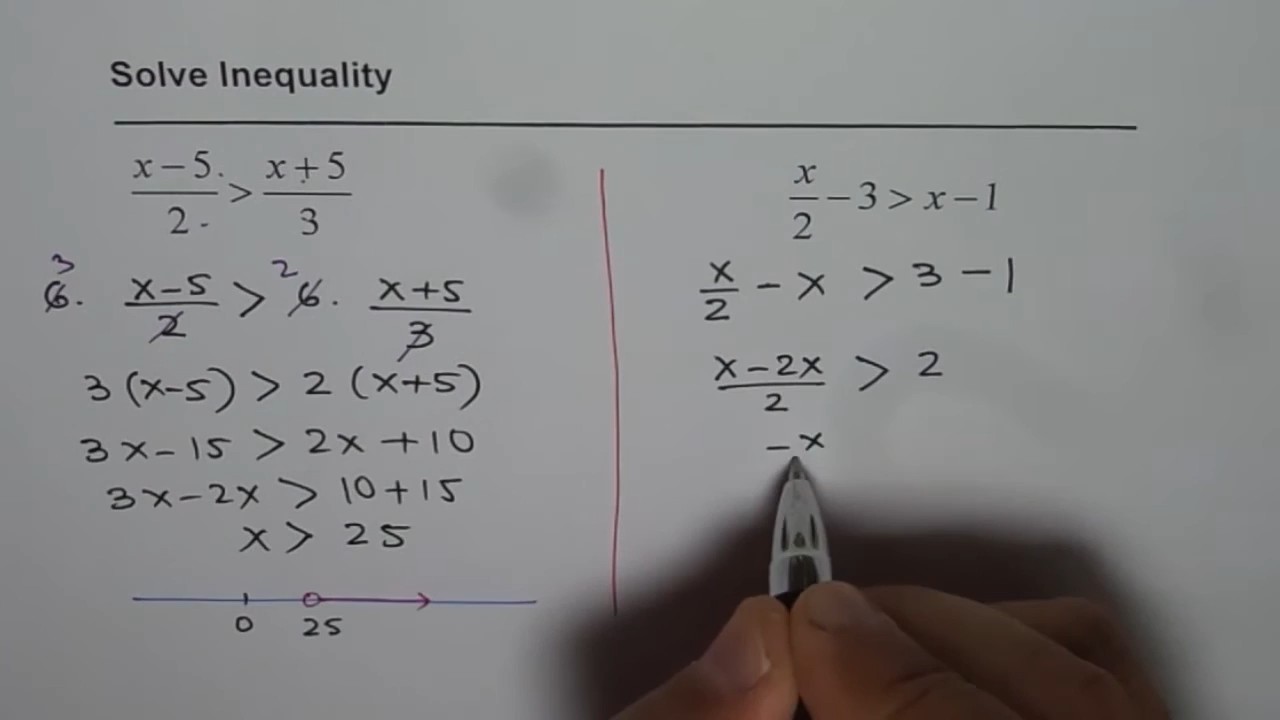 Solve Inequality
x − 5 / 2 > x + 5 / 3
3 6. x−5 / 2 > 2 6. x+5 / 3
3 (x−5) > 2 (x+5)
3x−15 > 2x+10
3x−2x > 10+15
x > 25
0 25
x / 2 − 3 > x − 1
x / 2 − x > 3 − 1
x − 2x / 2 > 2
− x